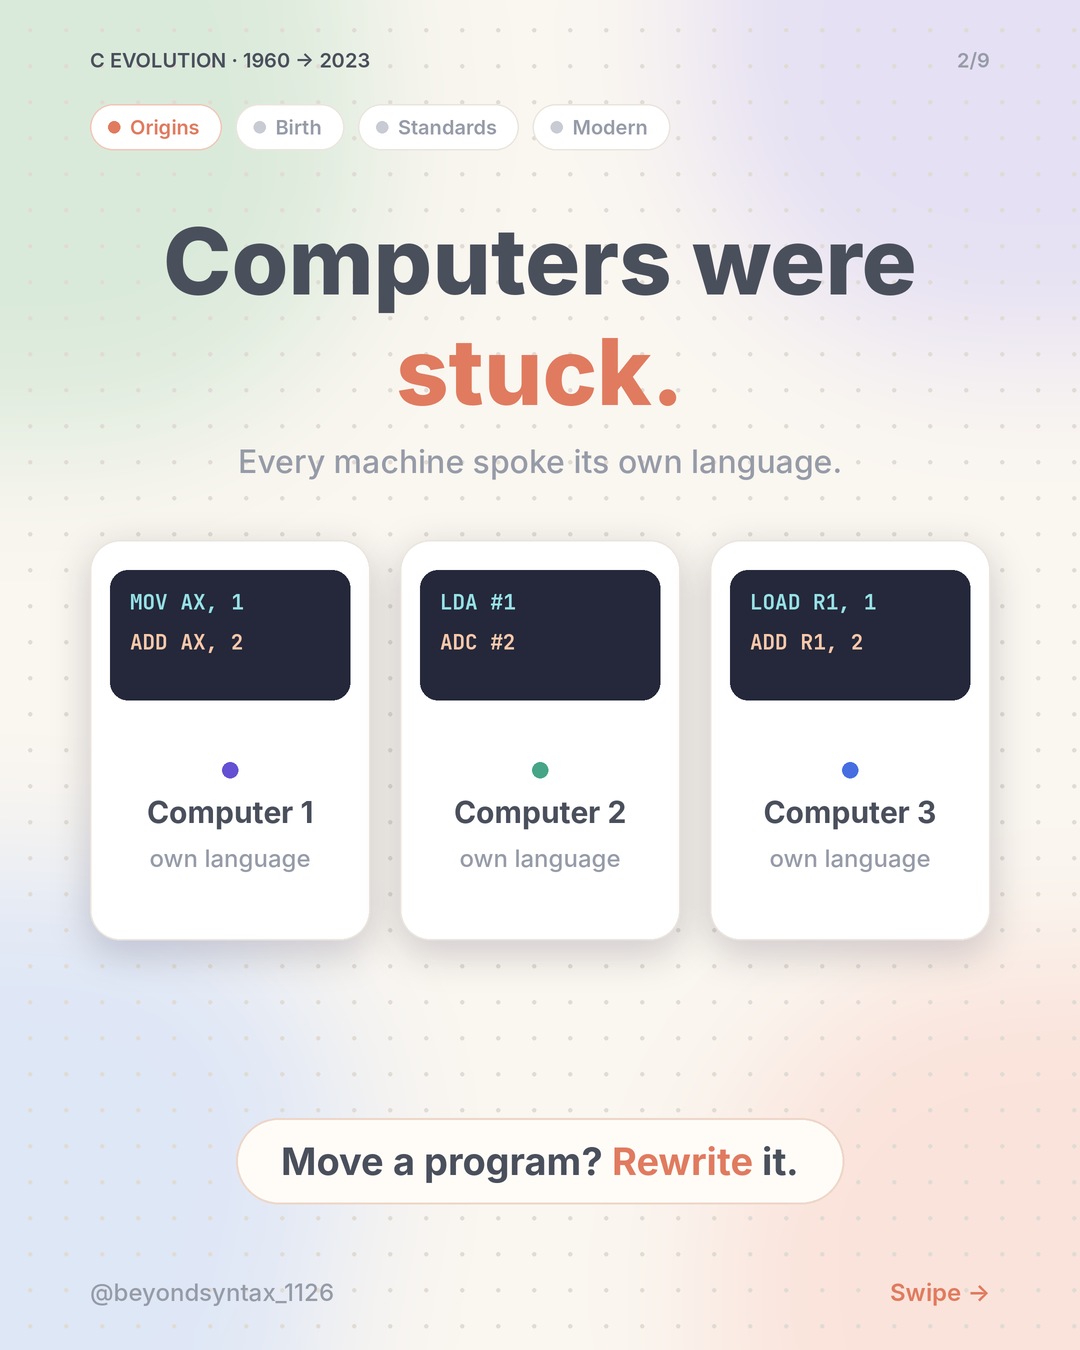 C EVOLUTION · 1960 → 2023
2/9
Origins
Birth
Standards
Modern
Computers were
stuck.
Every machine spoke its own language.
MOV AX, 1
ADD AX, 2
Computer 1
own language
LDA #1
ADC #2
Computer 2
own language
LOAD R1, 1
ADD R1, 2
Computer 3
own language
Move a program? Rewrite it.
@beyondsyntax_1126
Swipe →